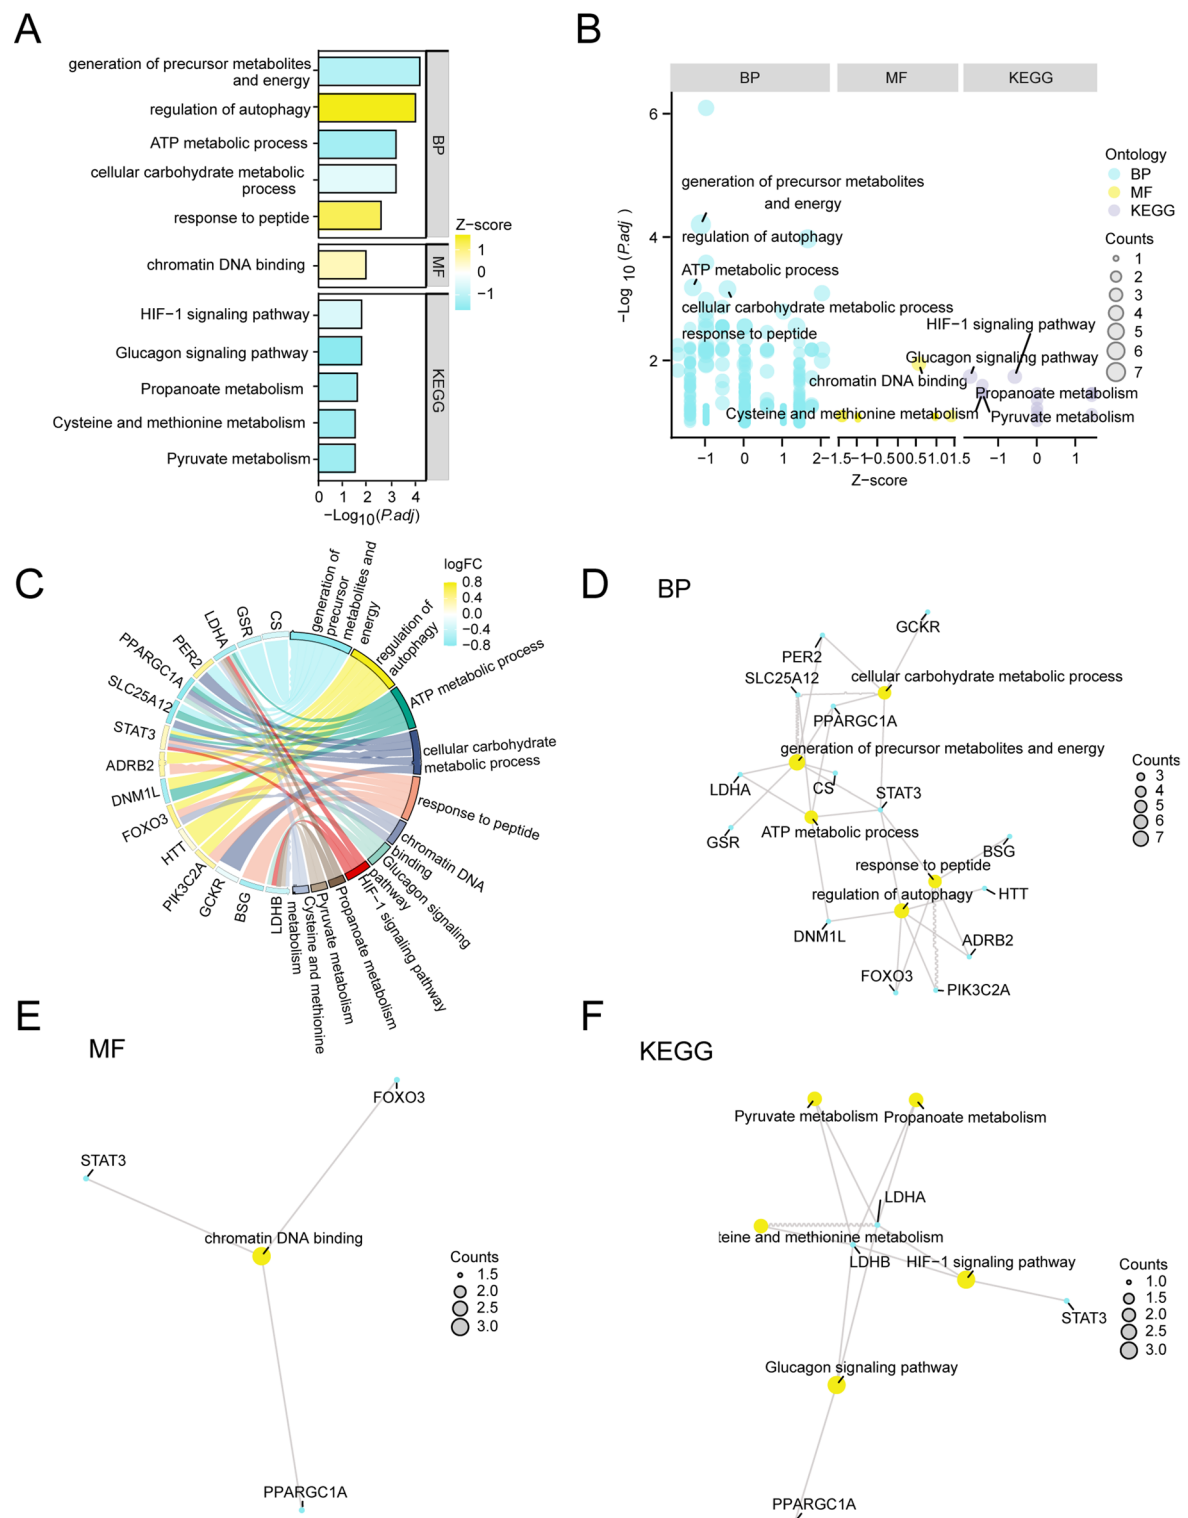 A
generation of precursor metabolites
and energy
regulation of autophagy
ATP metabolic process
cellular carbohydrate metabolic
process
response to peptide
chromatin DNA binding
HIF−1 signaling pathway
Glucagon signaling pathway
Propanoate metabolism
Cysteine and methionine metabolism
Pyruvate metabolism
BP
MF
KEGG
0 1 2 3 4
−Log10(P.adj)
Z−score
1
0
−1
B
BP MF KEGG
6
4
2
−Log 10 (P.adj )
generation of precursor metabolites
and energy
regulation of autophagy
ATP metabolic process
cellular carbohydrate metabolic process
response to peptide
HIF−1 signaling pathway
Glucagon signaling pathway
chromatin DNA binding
Propanoate metabolism
Cysteine and methionine metabolism
Pyruvate metabolism
−1 0 1 2 −1.5 −1 −0.5 0 0.5 1.0 1.5 −1 0 1
Z−score
Ontology
BP
MF
KEGG
Counts
1
2
3
4
5
6
7
C
logFC
0.8
0.4
0.0
−0.4
−0.8
generation of
precursor
metabolites and
energy
regulation of
autophagy
ATP metabolic process
cellular carbohydrate
metabolic process
response to peptide
chromatin DNA
binding
Glucagon signaling
pathway
HIF−1 signaling pathway
Propanoate metabolism
Pyruvate metabolism
Cysteine and methionine
metabolism
LDHB
BSG
GCKR
PIK3C2A
HTT
FOXO3
DNM1L
ADRB2
STAT3
SLC25A12
PPARGC1A
PER2
LDHA
GSR
CS
D
BP
GCKR
PER2
SLC25A12
cellular carbohydrate metabolic process
PPARGC1A
generation of precursor metabolites and energy
LDHA
CS
STAT3
GSR
ATP metabolic process
BSG
response to peptide
regulation of autophagy
HTT
DNM1L
ADRB2
FOXO3
PIK3C2A
Counts
3
4
5
6
7
E
MF
FOXO3
STAT3
chromatin DNA binding
PPARGC1A
Counts
1.5
2.0
2.5
3.0
F
KEGG
Pyruvate metabolism
Propanoate metabolism
LDHA
teine and methionine metabolism
LDHB
HIF−1 signaling pathway
STAT3
Glucagon signaling pathway
PPARGC1A
Counts
1.0
1.5
2.0
2.5
3.0